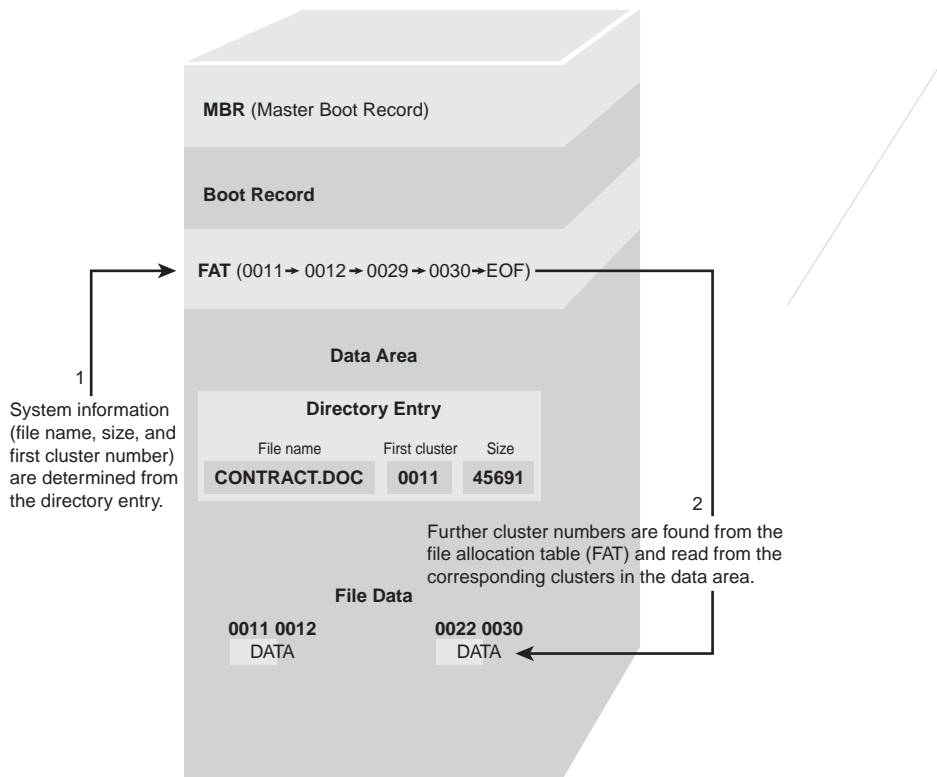 MBR (Master Boot Record)
Boot Record
FAT (0011→ 0012→ 0029→ 0030→EOF)
Data Area
1
System information
(file name, size, and
first cluster number)
are determined from
the directory entry.
Directory Entry
File name First cluster Size
CONTRACT.DOC 0011 45691
2
Further cluster numbers are found from the
file allocation table (FAT) and read from the
corresponding clusters in the data area.
File Data
0011 0012 0022 0030
DATA DATA